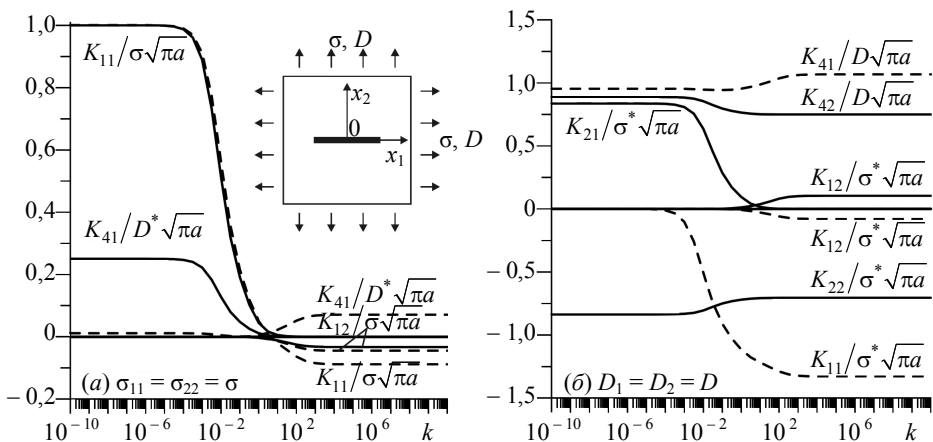 1,0
0,8
0,6
0,4
0,2
0
– 0,2
K₁₁/σ√πa
K₄₁/D*√πa
σ, D
x₂
0
x₁
σ, D
K₄₁/D*√πa
K₁₂/σ√πa
K₁₁/σ√πa
(а) σ₁₁ = σ₂₂ = σ
10⁻¹⁰ 10⁻⁶ 10⁻² 10² 10⁶ k
1,5
1,0
0,5
0
– 0,5
– 1,0
– 1,5
K₄₁/D√πa
K₄₂/D√πa
K₂₁/σ*√πa
K₁₂/σ*√πa
K₁₂/σ*√πa
K₂₂/σ*√πa
K₁₁/σ*√πa
(б) D₁ = D₂ = D
10⁻¹⁰ 10⁻⁶ 10⁻² 10² 10⁶ k